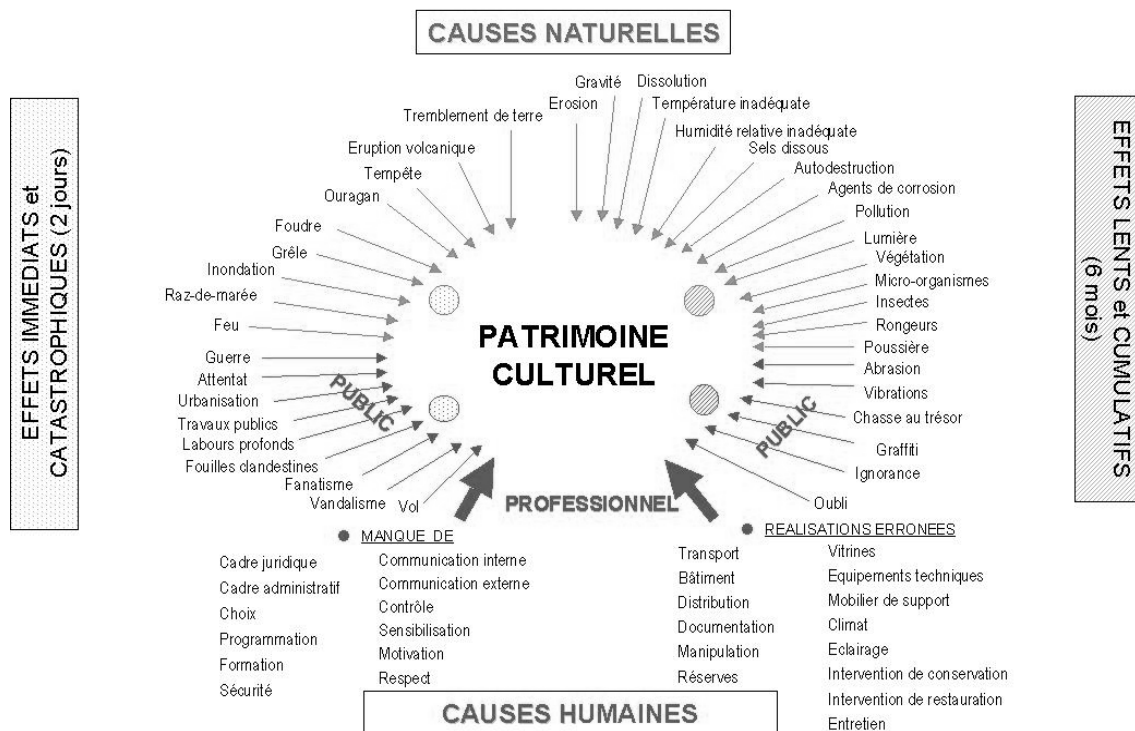 CAUSES NATURELLES
EFFETS IMMEDIATS et
CATASTROPHIQUES (2 jours)
Tremblement de terre
Eruption volcanique
Tempête
Ouragan
Foudre
Grêle
Inondation
Raz-de-marée
Feu
Guerre
Attentat
Urbanisation
Travaux publics
Labours profonds
Fouilles clandestines
Fanatisme
Vandalisme
Vol
PUBLIC
PATRIMOINE
CULTUREL
Erosion
Gravité
Dissolution
Température inadéquate
Humidité relative inadéquate
Sels dissous
Autodestruction
Agents de corrosion
Pollution
Lumière
Végétation
Micro-organismes
Insectes
Rongeurs
Poussière
Abrasion
Vibrations
Chasse au trésor
Graffiti
Ignorance
Oubli
PUBLIC
EFFETS LENTS et CUMULATIFS
(6 mois)
PROFESSIONNEL
MANQUE DE
Cadre juridique
Cadre administratif
Choix
Programmation
Formation
Sécurité
Communication interne
Communication externe
Contrôle
Sensibilisation
Motivation
Respect
REALISATIONS ERRONEES
Transport
Bâtiment
Distribution
Documentation
Manipulation
Réserves
Vitrines
Equipements techniques
Mobilier de support
Climat
Eclairage
Intervention de conservation
Intervention de restauration
Entretien
CAUSES HUMAINES